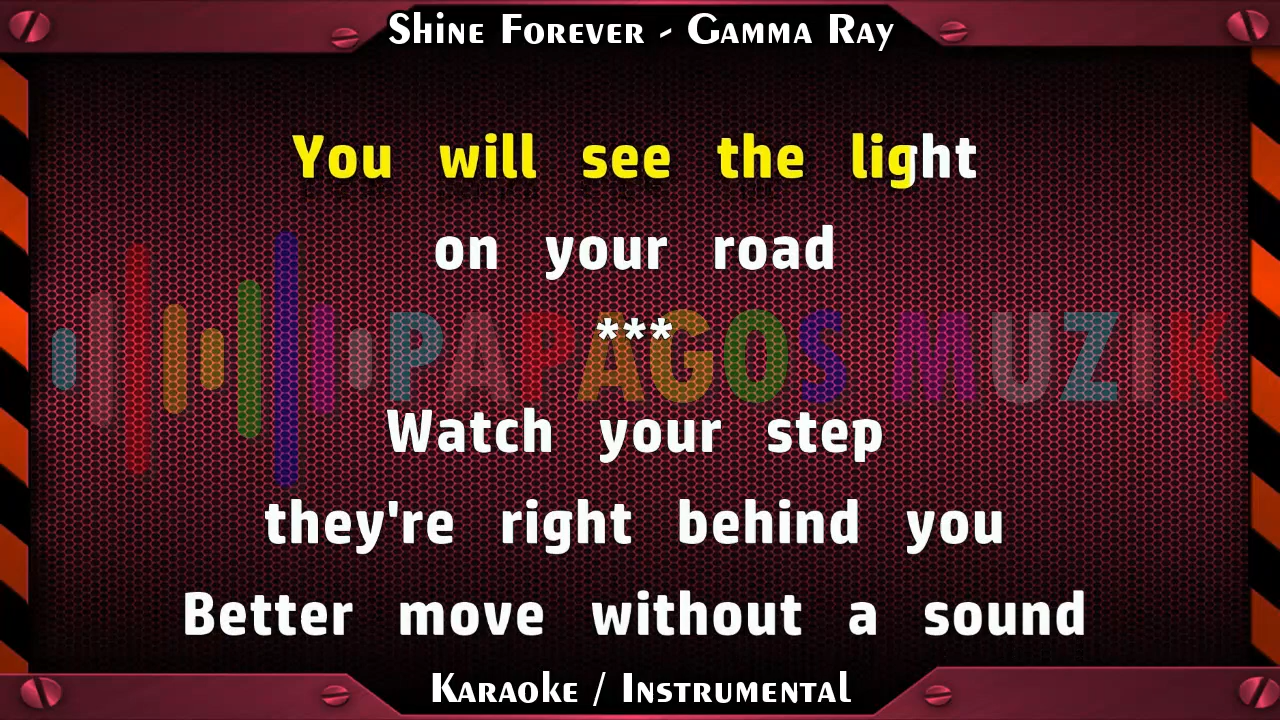 Shine Forever - Gamma Ray
You will see the light
on your road
***
PAPAGOS MUZIK
Watch your step
they're right behind you
Better move without a sound
Karaoke / Instrumental